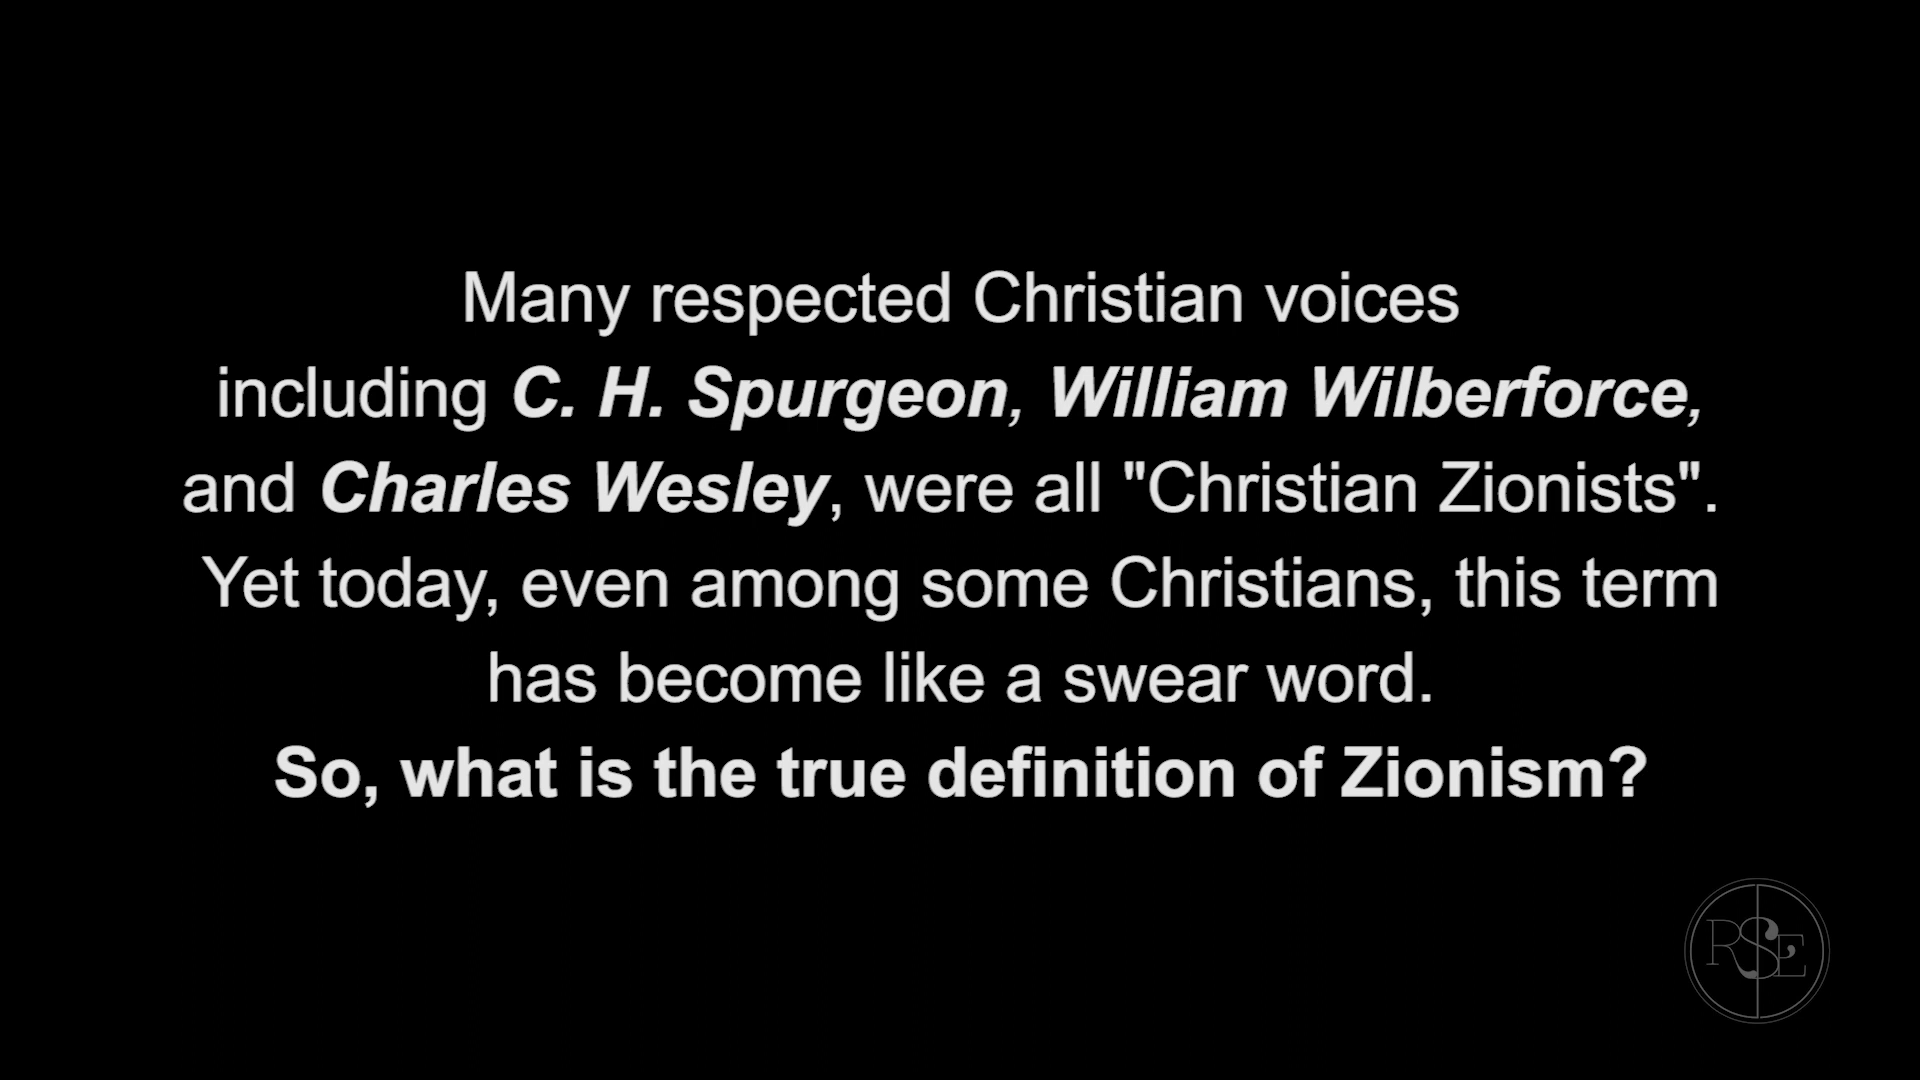 Many respected Christian voices
including C. H. Spurgeon, William Wilberforce,
and Charles Wesley, were all "Christian Zionists".
Yet today, even among some Christians, this term
has become like a swear word.
So, what is the true definition of Zionism?
RSE